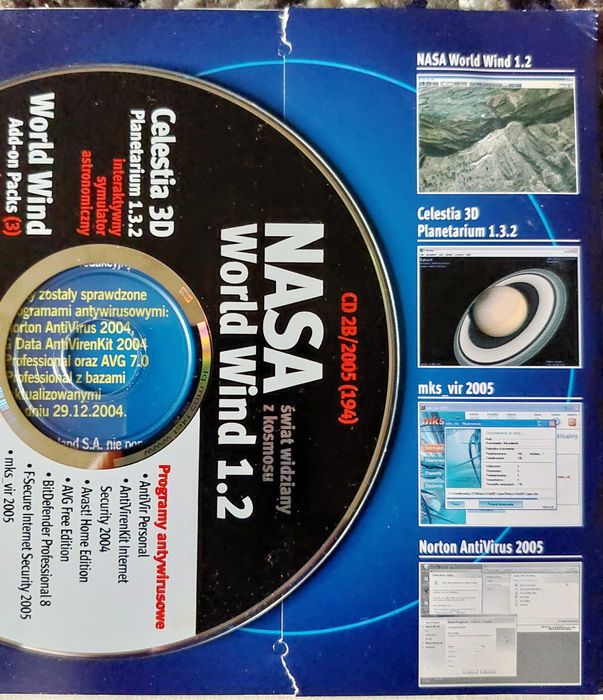 NASA World Wind 1.2
Celestia 3D
Planetarium 1.3.2
mks_vir 2005
Norton AntiVirus 2005
CD 2B/2005 (194)
NASA
świat widziany
z kosmosu
World Wind 1.2
Celestia 3D
Planetarium 1.3.2
interaktywny
symulator
astronomiczny
World Wind
Add-on Packs (3)
Programy antywirusowe
• AntiVir Personal
• AntiVirenKit Internet
Security 2004
• Avast! Home Edition
• AVG Free Edition
• BitDefender Professional 8
• F-Secure Internet Security 2005
• mks_vir 2005
zostały sprawdzone
programami antywirusowymi:
Norton AntiVirus 2004,
Data AntiVirenKit 2004
Professional oraz AVG 7.0
Professional z bazami
aktualizowanymi
dniu 29.12.2004.
S.A. nie